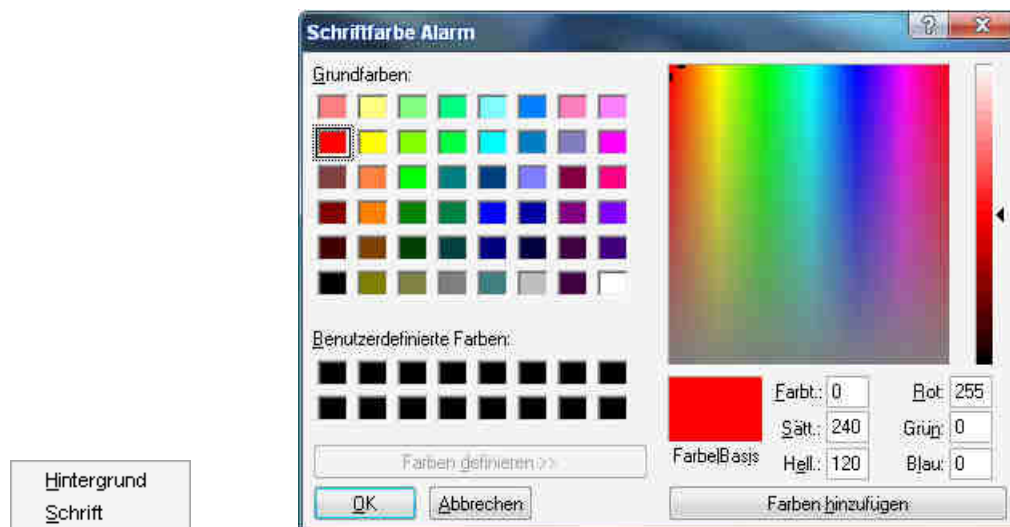 Schriftfarbe Alarm
?
X
Grundfarben:
Benutzerdefinierte Farben:
Farben definieren >>
OK
Abbrechen
Farbe|Basis
Farbt.: 0
Sätt.: 240
Hell.: 120
Rot: 255
Grün: 0
Blau: 0
Farben hinzufügen
Hintergrund
Schrift